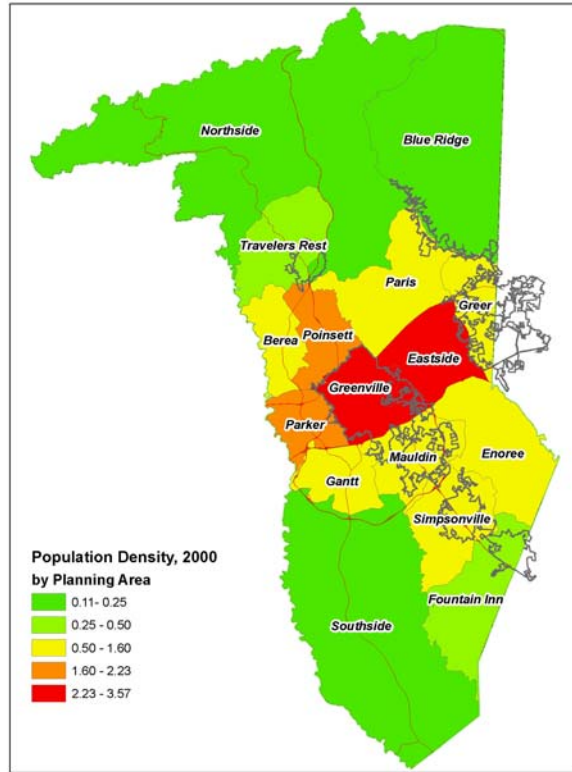 Northside
Blue Ridge
Travelers Rest
Paris
Greer
Berea
Poinsett
Eastside
Greenville
Parker
Mauldin
Enoree
Gantt
Simpsonville
Fountain Inn
Southside
Population Density, 2000
by Planning Area
0.11- 0.25
0.25 - 0.50
0.50 - 1.60
1.60 - 2.23
2.23 - 3.57